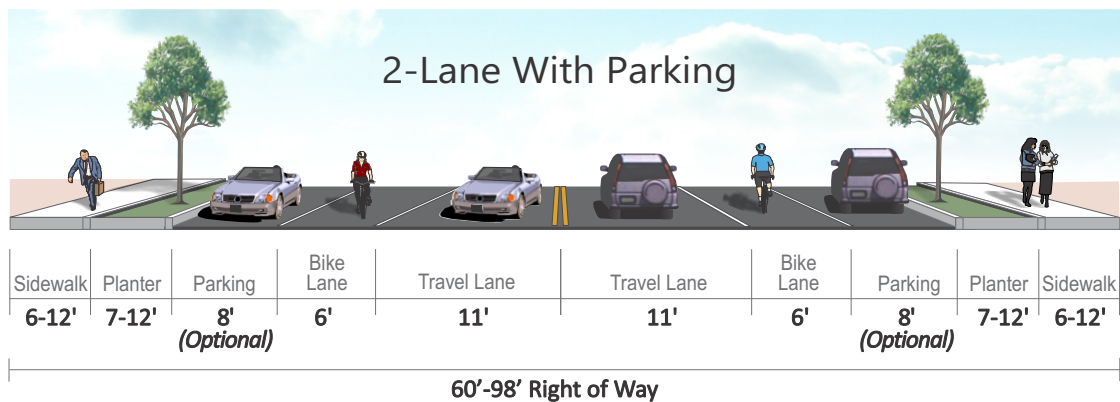 2-Lane With Parking
Sidewalk Planter Parking Bike Lane Travel Lane Travel Lane Bike Lane Parking Planter Sidewalk
6-12' 7-12' 8' 6' 11' 11' 6' 8' 7-12' 6-12'
(Optional) (Optional)
60'-98' Right of Way